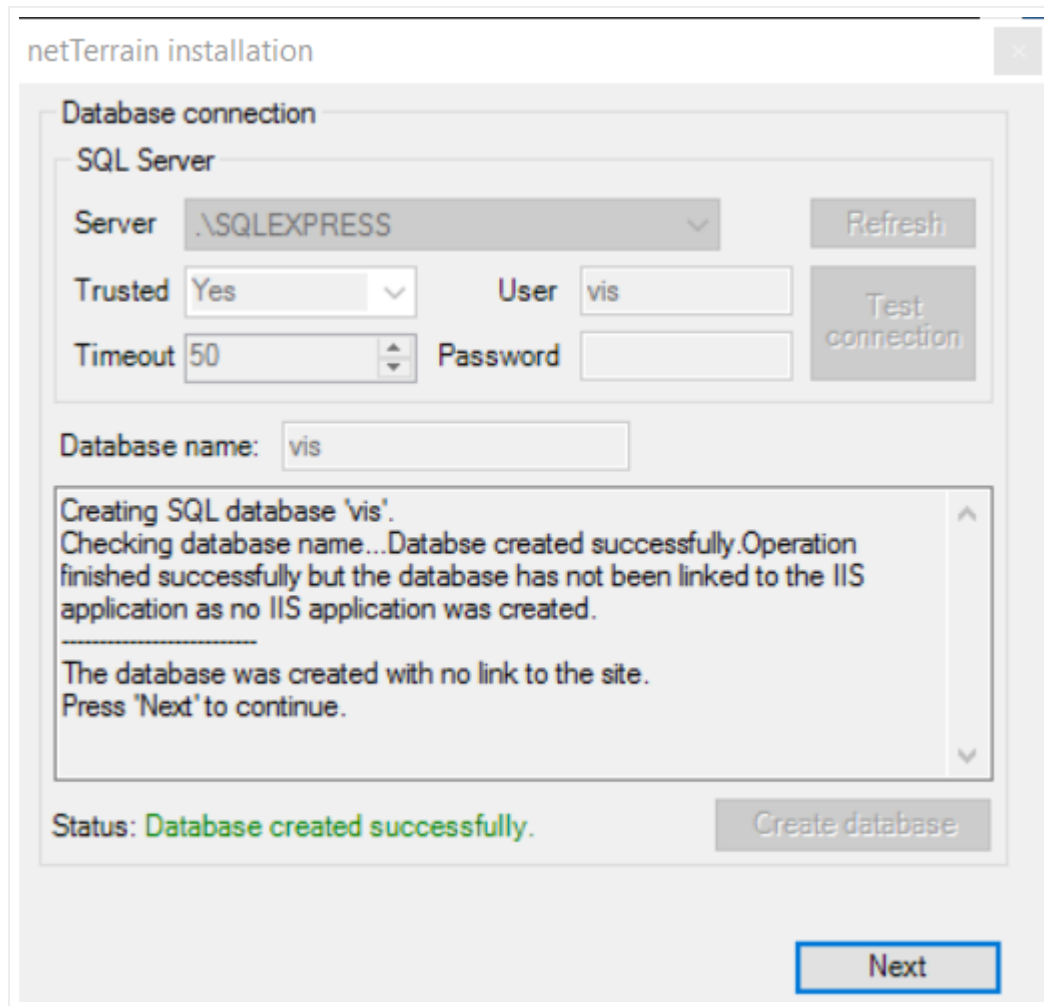 netTerrain installation
Database connection
SQL Server
Server .\SQLEXPRESS Refresh
Trusted Yes User vis Test connection
Timeout 50 Password
Database name: vis
Creating SQL database 'vis'.
Checking database name...Databse created successfully.Operation
finished successfully but the database has not been linked to the IIS
application as no IIS application was created.
---------------------------
The database was created with no link to the site.
Press 'Next' to continue.
Status: Database created successfully. Create database
Next